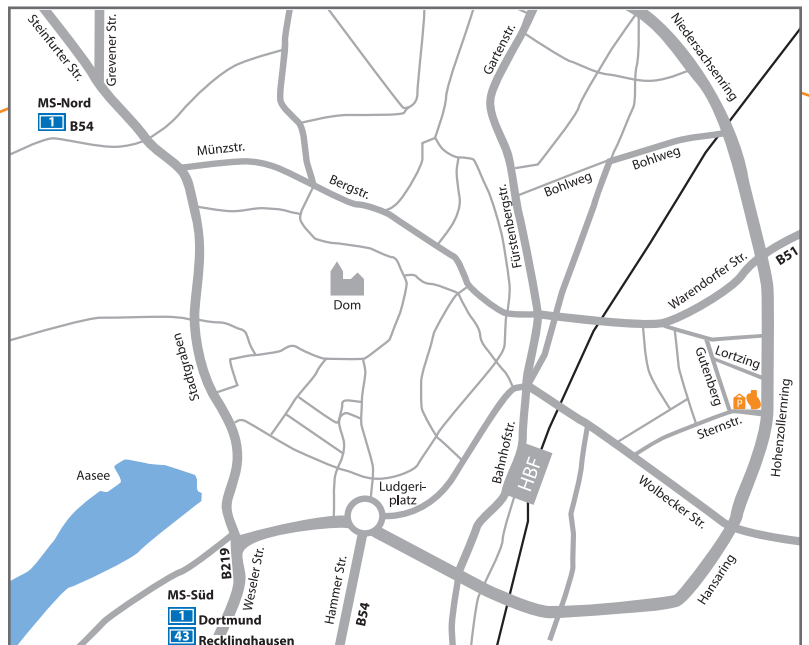 Steinfurter Str.
Grevener Str.
Gartenstr.
Niedersachsenring
MS-Nord
1 B54
Münzstr.
Bergstr.
Bohlweg
Bohlweg
Fürstenbergstr.
Dom
Warendorfer Str.
B51
Stadtgraben
Lortzing
Gutenberg
P
Sternstr.
Hohenzollernring
Aasee
Ludgeri-
platz
Bahnhofstr.
HBF
Wolbecker Str.
B219
Weseler Str.
Hammer Str.
B54
Hansaring
MS-Süd
1 Dortmund
43 Recklinghausen